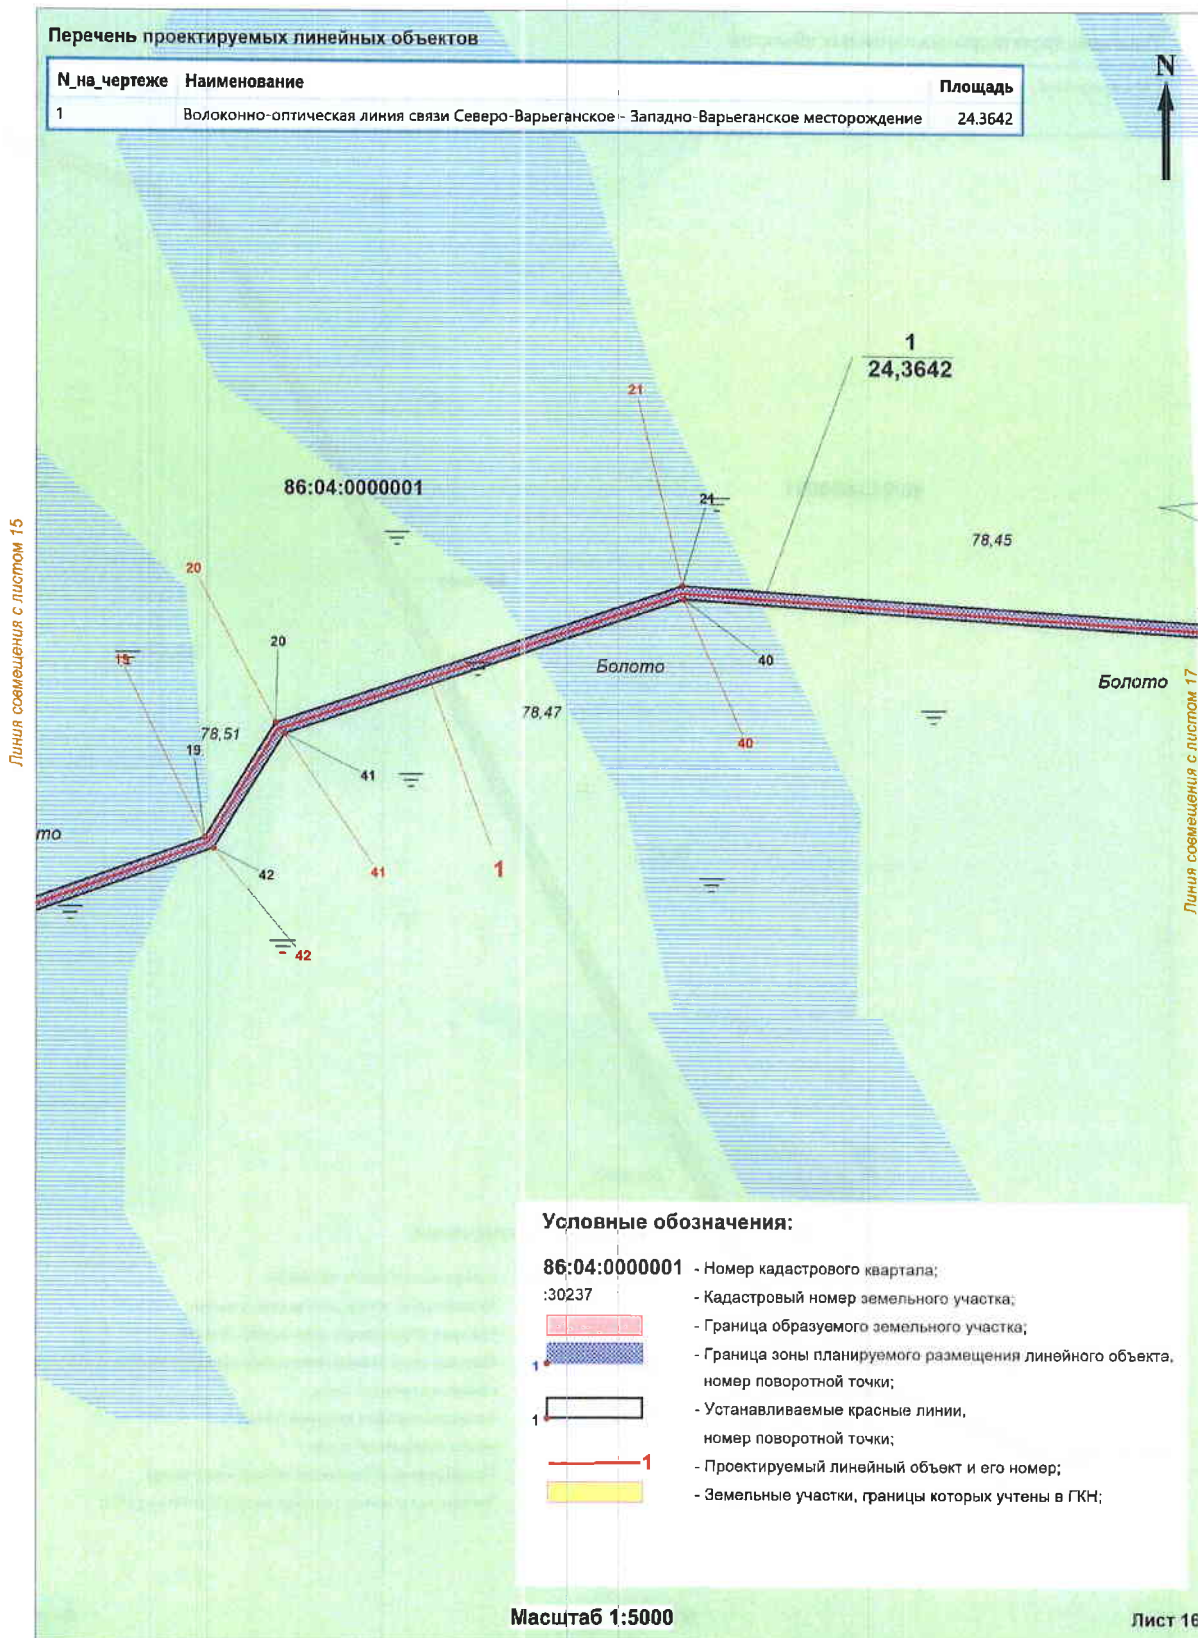 Перечень проектируемых линейных объектов
N_на_чертеже Наименование Площадь
1 Волоконно-оптическая линия связи Северо-Варьеганское - Западно-Варьеганское месторождение 24.3642
N
1
24,3642
21
86:04:0000001
21
78,45
Линия совмещения с листом 15
20
20
40
19
Болото
Болото
78,47
78,51
19
40
41
Линия совмещения с листом 17
то
42
41
1
42
Условные обозначения:
86:04:0000001 - Номер кадастрового квартала;
:30237 - Кадастровый номер земельного участка;
- Граница образуемого земельного участка;
1 - Граница зоны планируемого размещения линейного объекта,
номер поворотной точки;
1 - Устанавливаемые красные линии,
номер поворотной точки;
1 - Проектируемый линейный объект и его номер;
- Земельные участки, границы которых учтены в ГКН;
Масштаб 1:5000
Лист 16